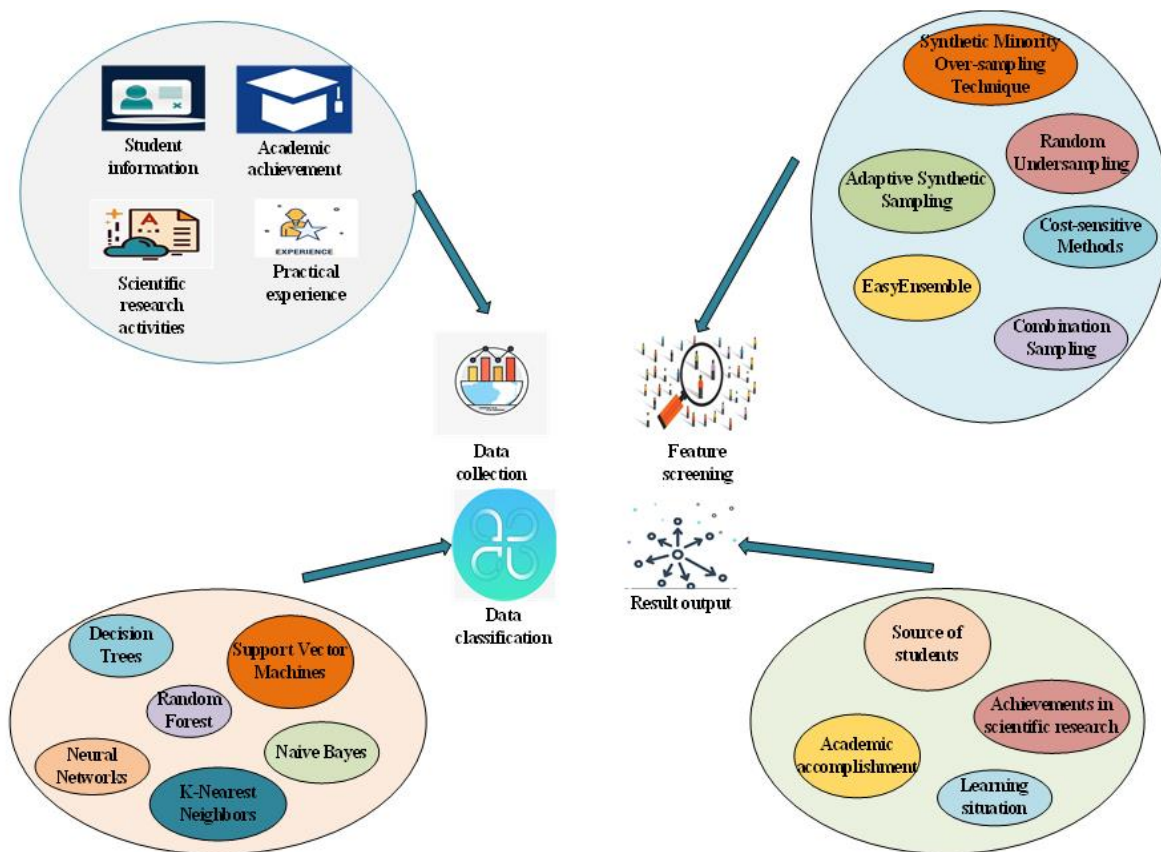 Student
information
Academic
achievement
EXPERIENCE
Scientific
research
activities
Practical
experience
Synthetic Minority
Over-sampling
Technique
Random
Undersampling
Adaptive Synthetic
Sampling
Cost-sensitive
Methods
EasyEnsemble
Combination
Sampling
Data
collection
Feature
screening
Data
classification
Result output
Decision
Trees
Support Vector
Machines
Random
Forest
Naive Bayes
Neural
Networks
K-Nearest
Neighbors
Source of
students
Achievements in
scientific research
Academic
accomplishment
Learning
situation